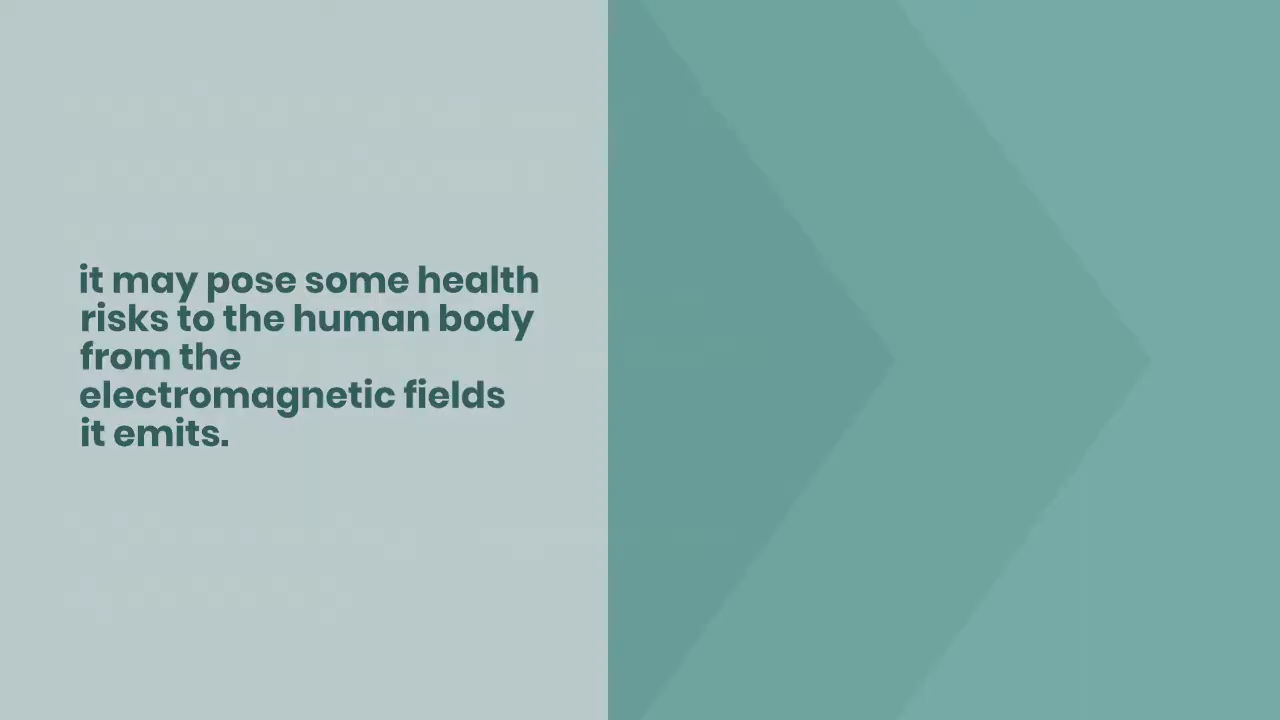 it may pose some health
risks to the human body
from the
electromagnetic fields
it emits.